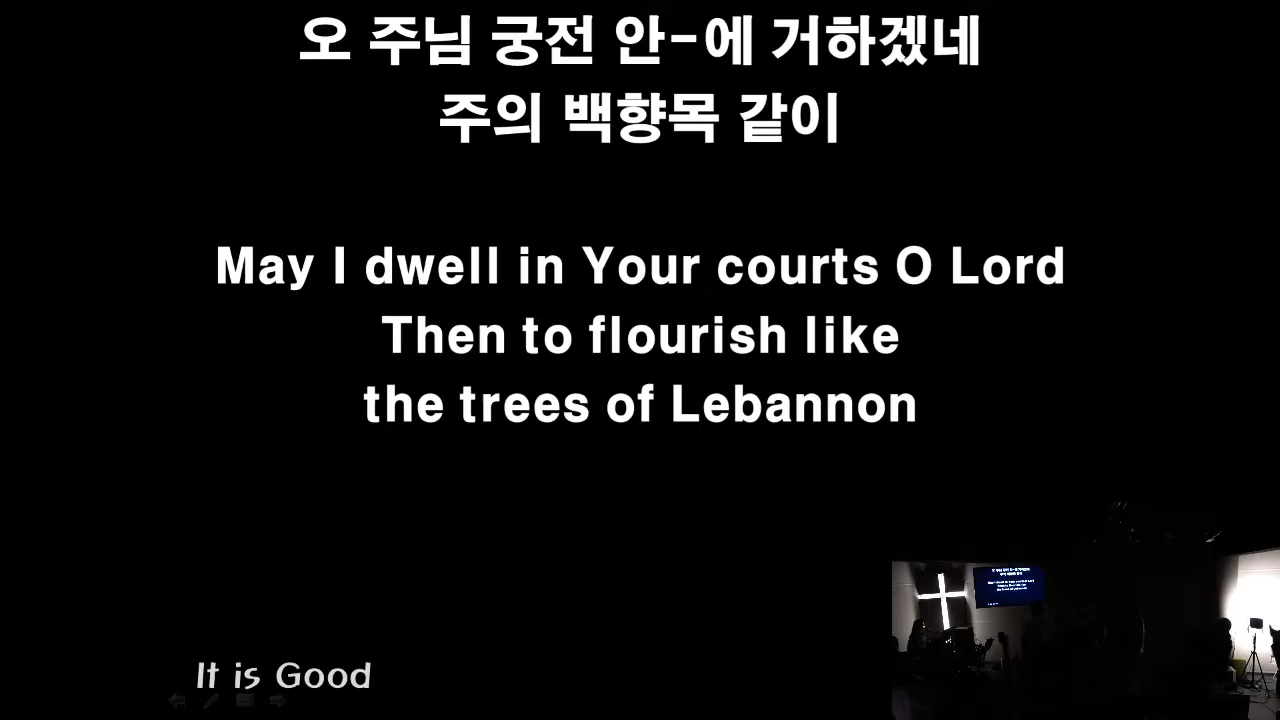 오 주님 궁전 안-에 거하겠네
주의 백향목 같이
May I dwell in Your courts O Lord
Then to flourish like
the trees of Lebannon
It is Good